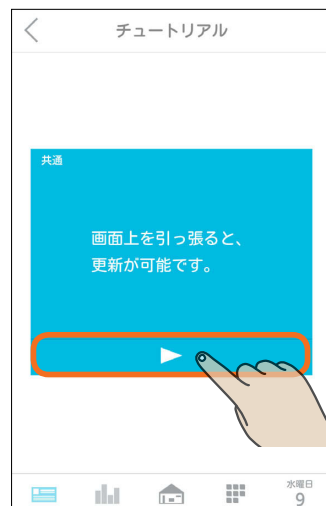 チュートリアル
共通
画面上を引っ張ると、
更新が可能です。
水曜日
9